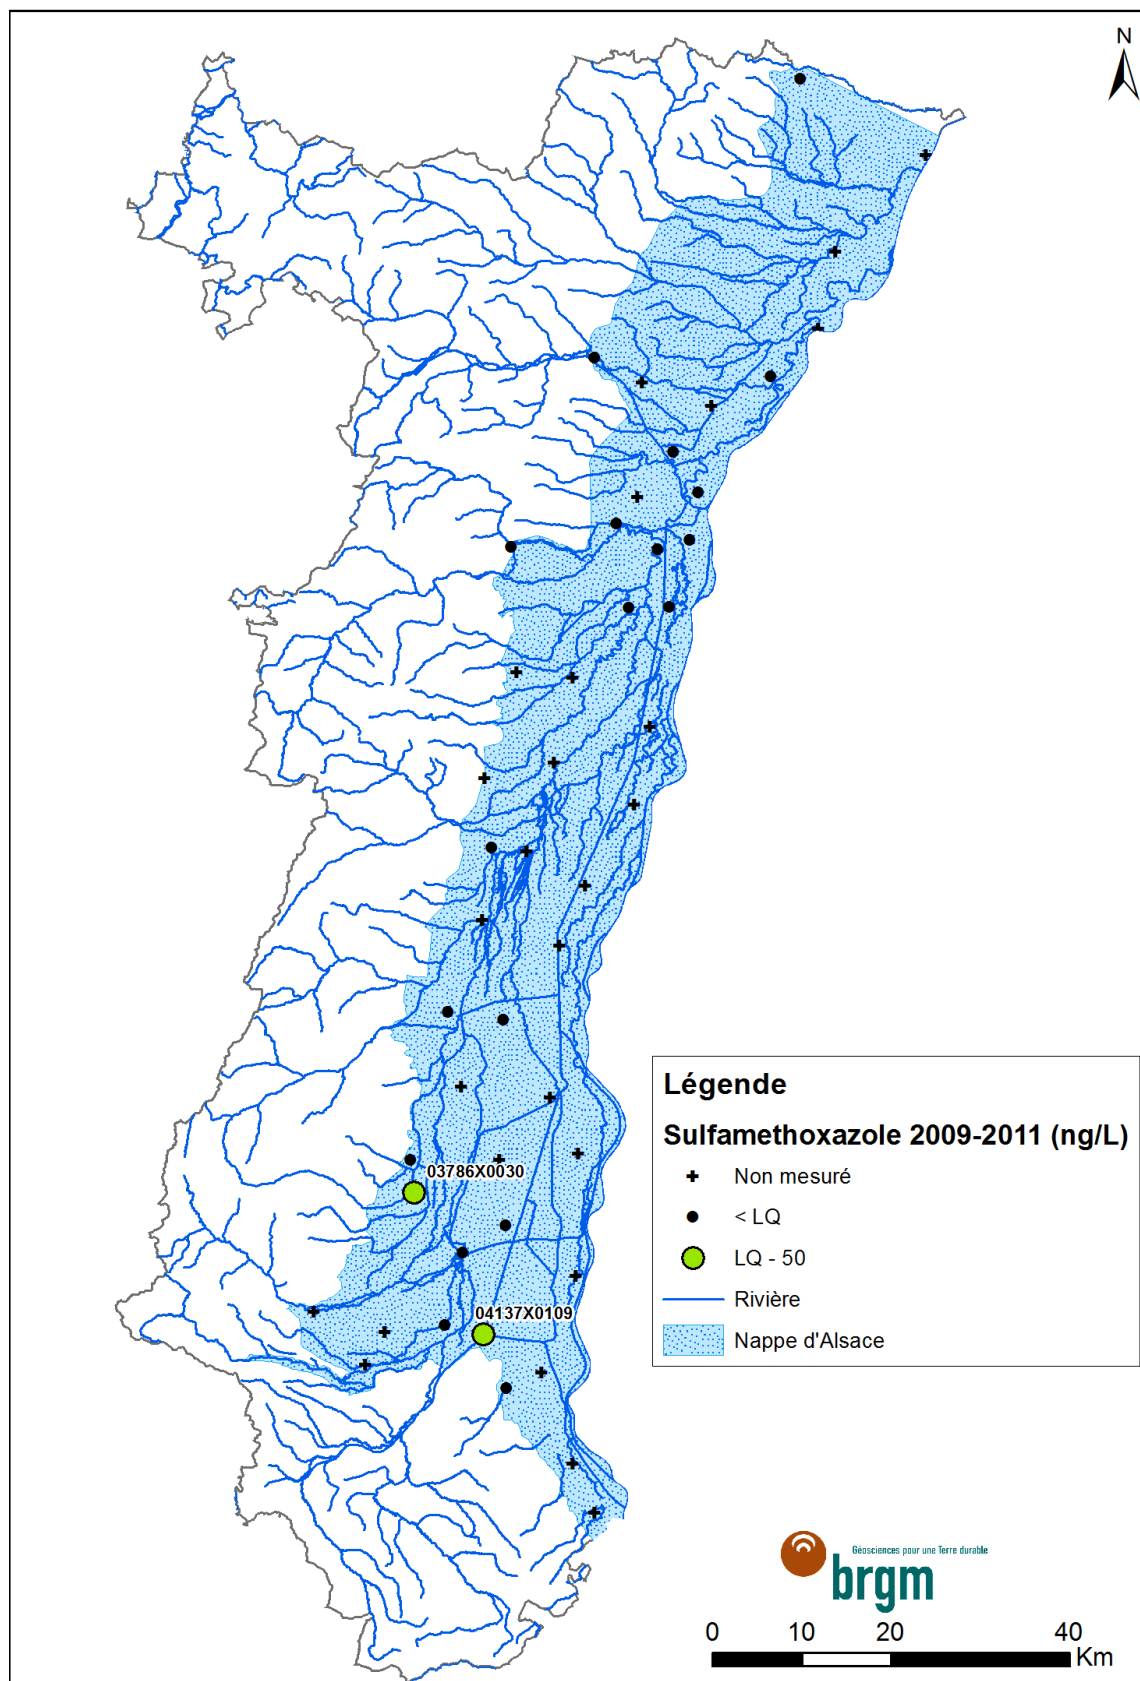 N
03786X0030
04137X0109
Légende
Sulfamethoxazole 2009-2011 (ng/L)
Non mesuré
< LQ
LQ - 50
Rivière
Nappe d'Alsace
Géosciences pour une Terre durable
brgm
0 10 20 40
Km